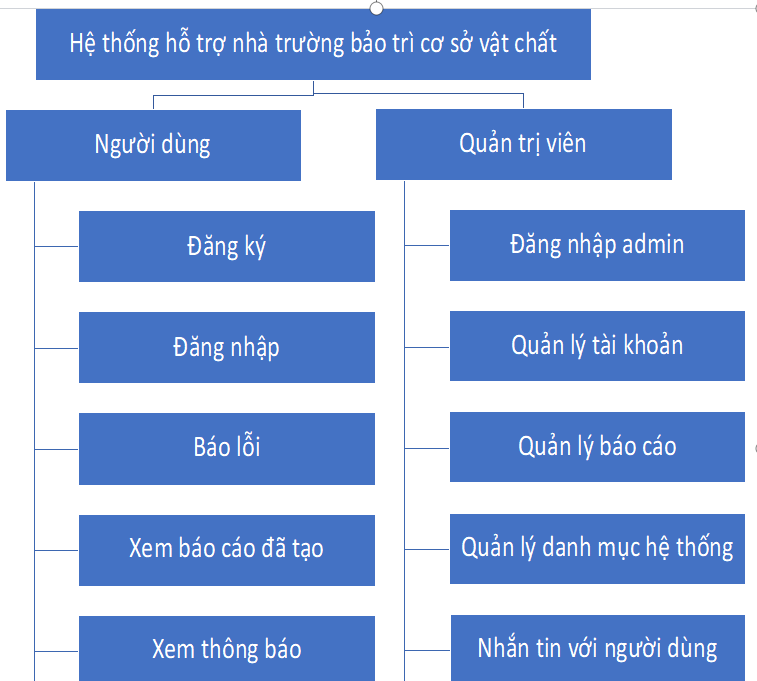 Hệ thống hỗ trợ nhà trường bảo trì cơ sở vật chất
Người dùng
Đăng ký
Đăng nhập
Báo lỗi
Xem báo cáo đã tạo
Xem thông báo
Quản trị viên
Đăng nhập admin
Quản lý tài khoản
Quản lý báo cáo
Quản lý danh mục hệ thống
Nhắn tin với người dùng